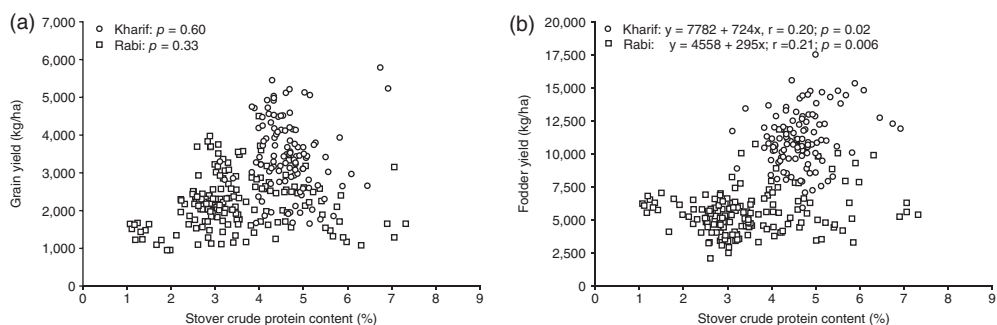 (a)
7,000
6,000
5,000
4,000
3,000
2,000
1,000
0
Grain yield (kg/ha)
Kharif: p = 0.60
Rabi: p = 0.33
0 1 2 3 4 5 6 7 8 9
Stover crude protein content (%)
(b)
20,000
17,500
15,000
12,500
10,000
7,500
5,000
2,500
0
Fodder yield (kg/ha)
Kharif: y = 7782 + 724x, r = 0.20; p = 0.02
Rabi: y = 4558 + 295x; r =0.21; p = 0.006
0 1 2 3 4 5 6 7 8 9
Stover crude protein content (%)